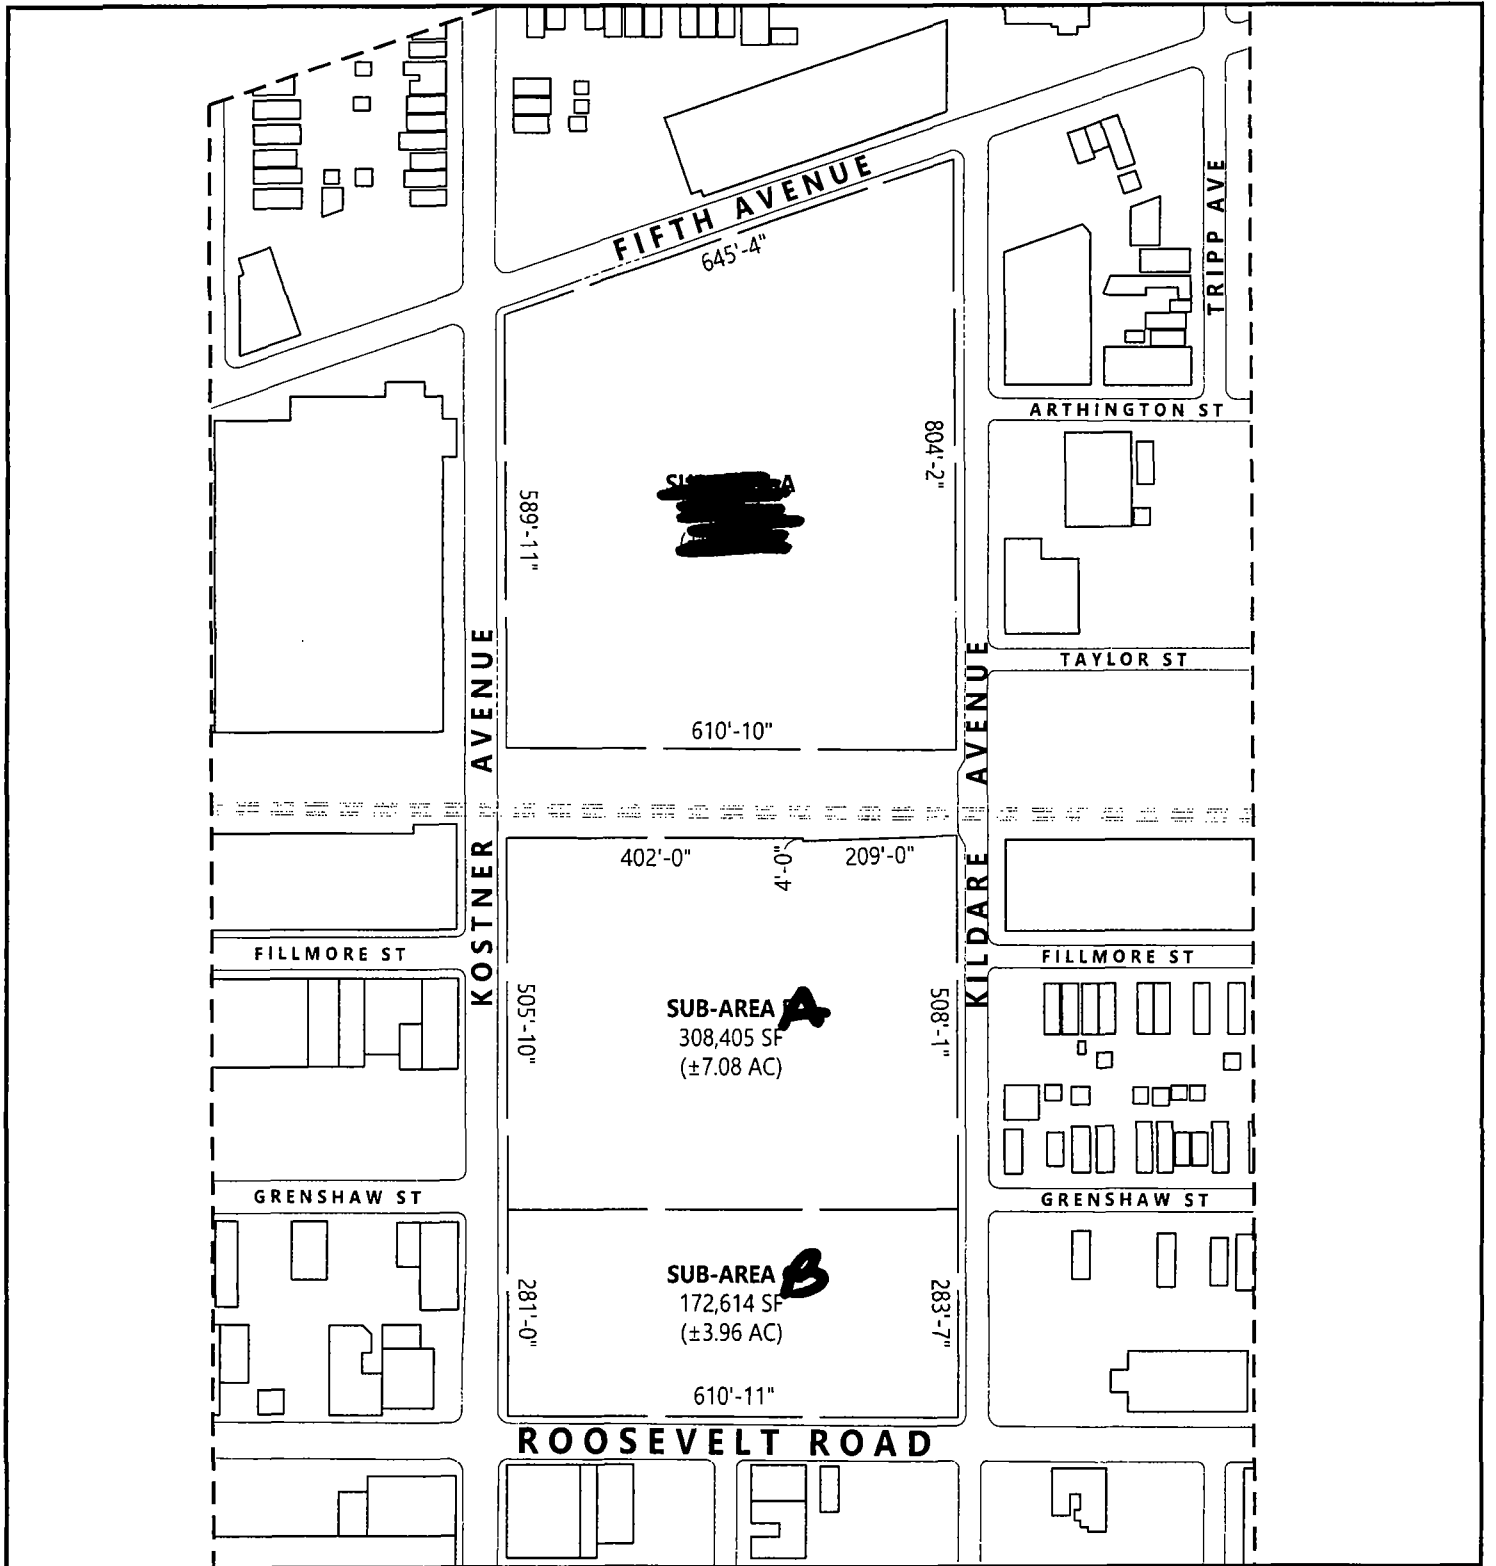 FIFTH AVENUE
645'-4"
TRIPP AVE
ARTHINGTON ST
804'-2"
589'-11"
TAYLOR ST
610'-10"
KOSTNER AVENUE
KILDARE AVENUE
402'-0"
4'-0"
209'-0"
FILLMORE ST
FILLMORE ST
SUB-AREA A
308,405 SF
(±7.08 AC)
505'-10"
508'-1"
GRENSHAW ST
GRENSHAW ST
SUB-AREA B
172,614 SF
(±3.96 AC)
281'-0"
283'-7"
610'-11"
ROOSEVELT ROAD